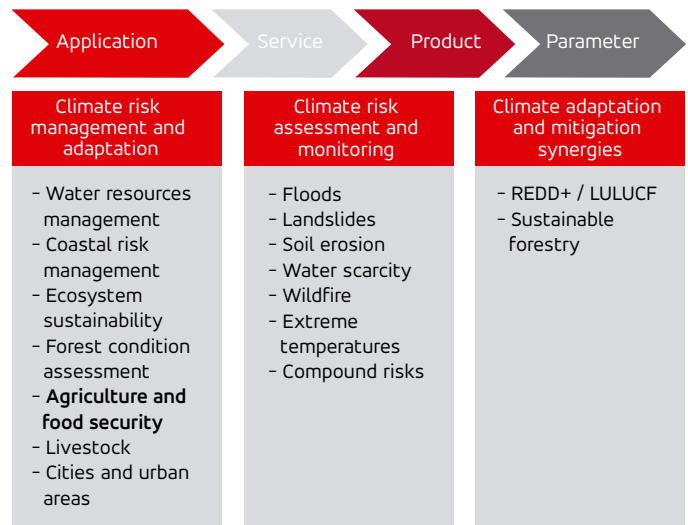 Application
Service
Product
Parameter
Climate risk
management and
adaptation
- Water resources
management
- Coastal risk
management
- Ecosystem
sustainability
- Forest condition
assessment
- Agriculture and
food security
- Livestock
- Cities and urban
areas
Climate risk
assessment and
monitoring
- Floods
- Landslides
- Soil erosion
- Water scarcity
- Wildfire
- Extreme
temperatures
- Compound risks
Climate adaptation
and mitigation
synergies
- REDD+ / LULUCF
- Sustainable
forestry